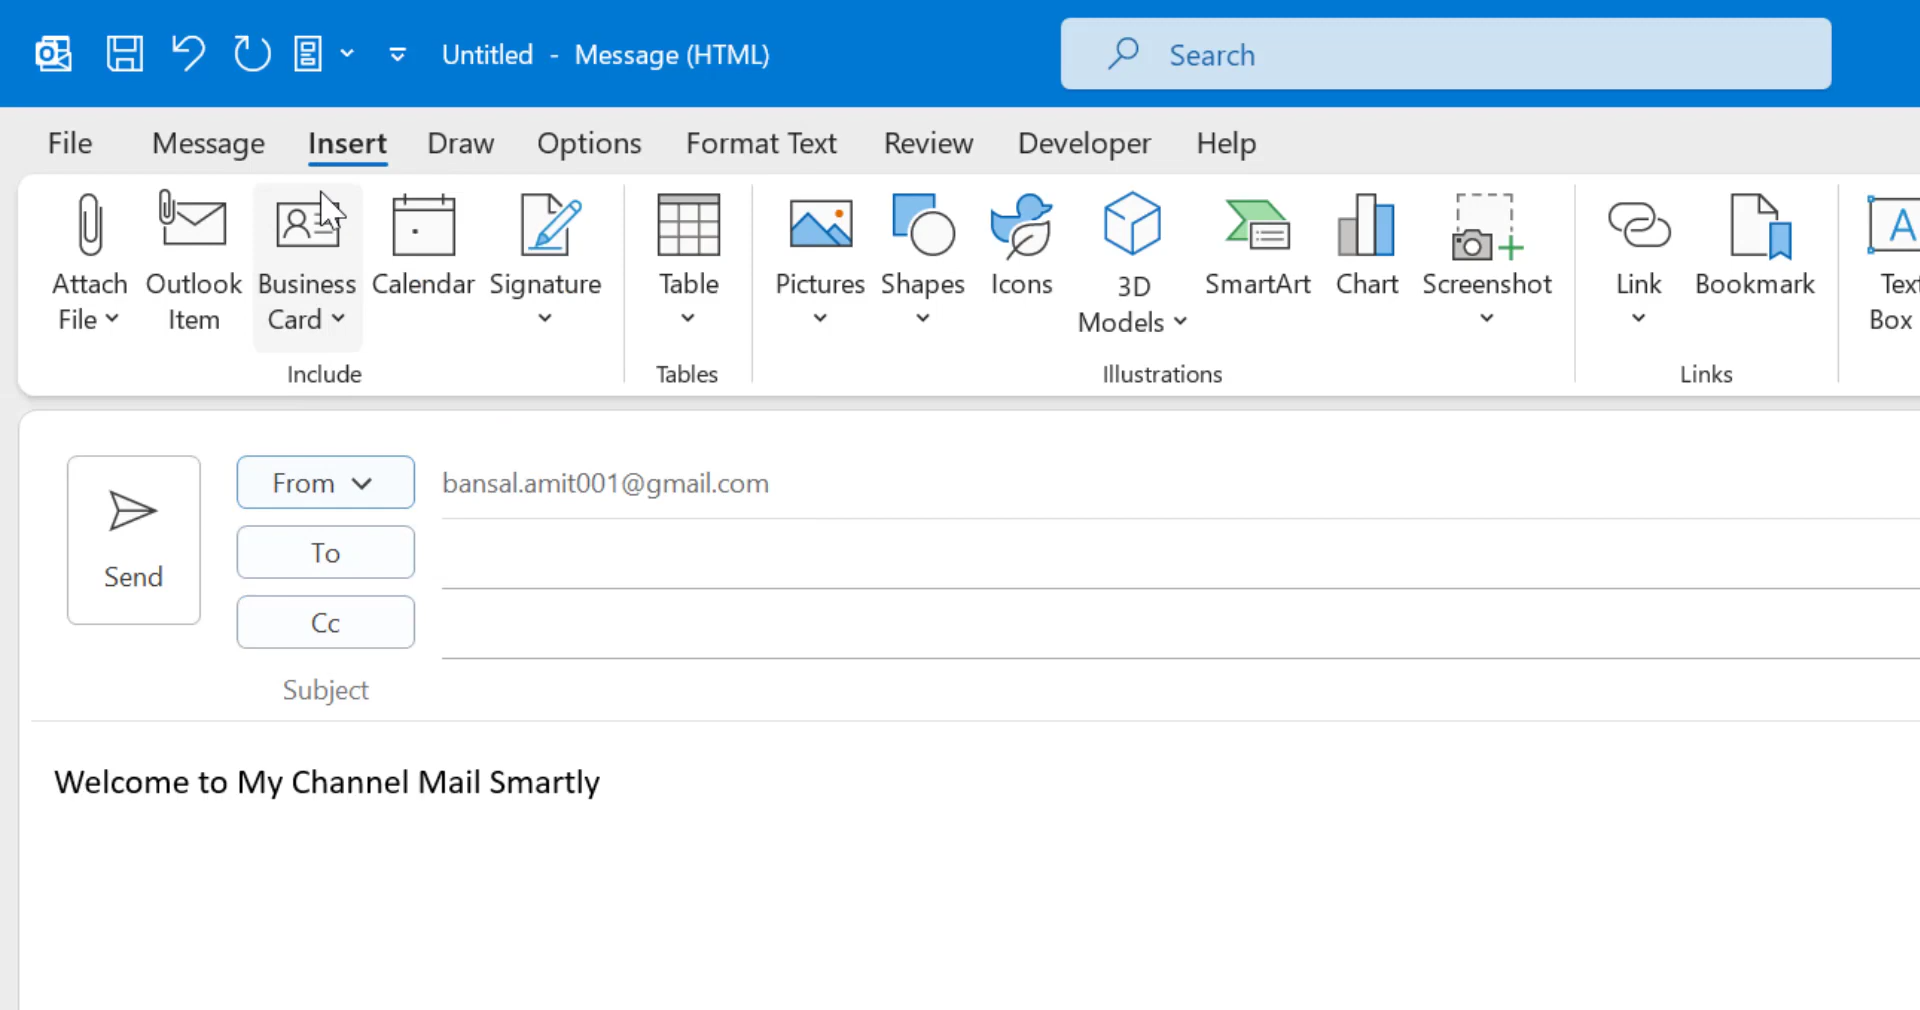 Untitled - Message (HTML)
Search
File Message Insert Draw Options Format Text Review Developer Help
Attach File
Outlook Item
Business Card
Calendar
Signature
Table
Pictures
Shapes
Icons
3D Models
SmartArt
Chart
Screenshot
Link
Bookmark
Text Box
Include
Tables
Illustrations
Links
Send
From bansal.amit001@gmail.com
To
Cc
Subject
Welcome to My Channel Mail Smartly